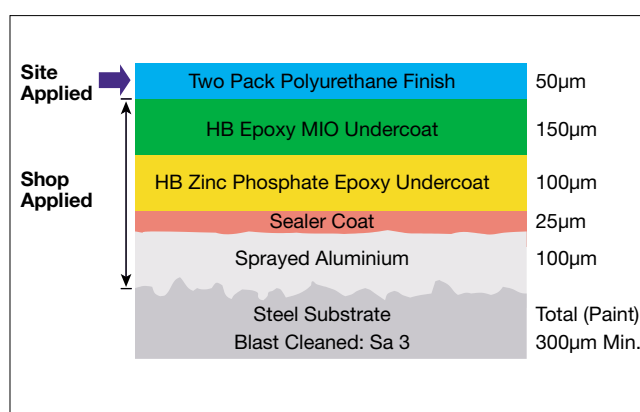 Site
Applied
Two Pack Polyurethane Finish
50µm
HB Epoxy MIO Undercoat
150µm
Shop
Applied
HB Zinc Phosphate Epoxy Undercoat
100µm
Sealer Coat
25µm
Sprayed Aluminium
100µm
Steel Substrate
Total (Paint)
Blast Cleaned: Sa 3
300µm Min.